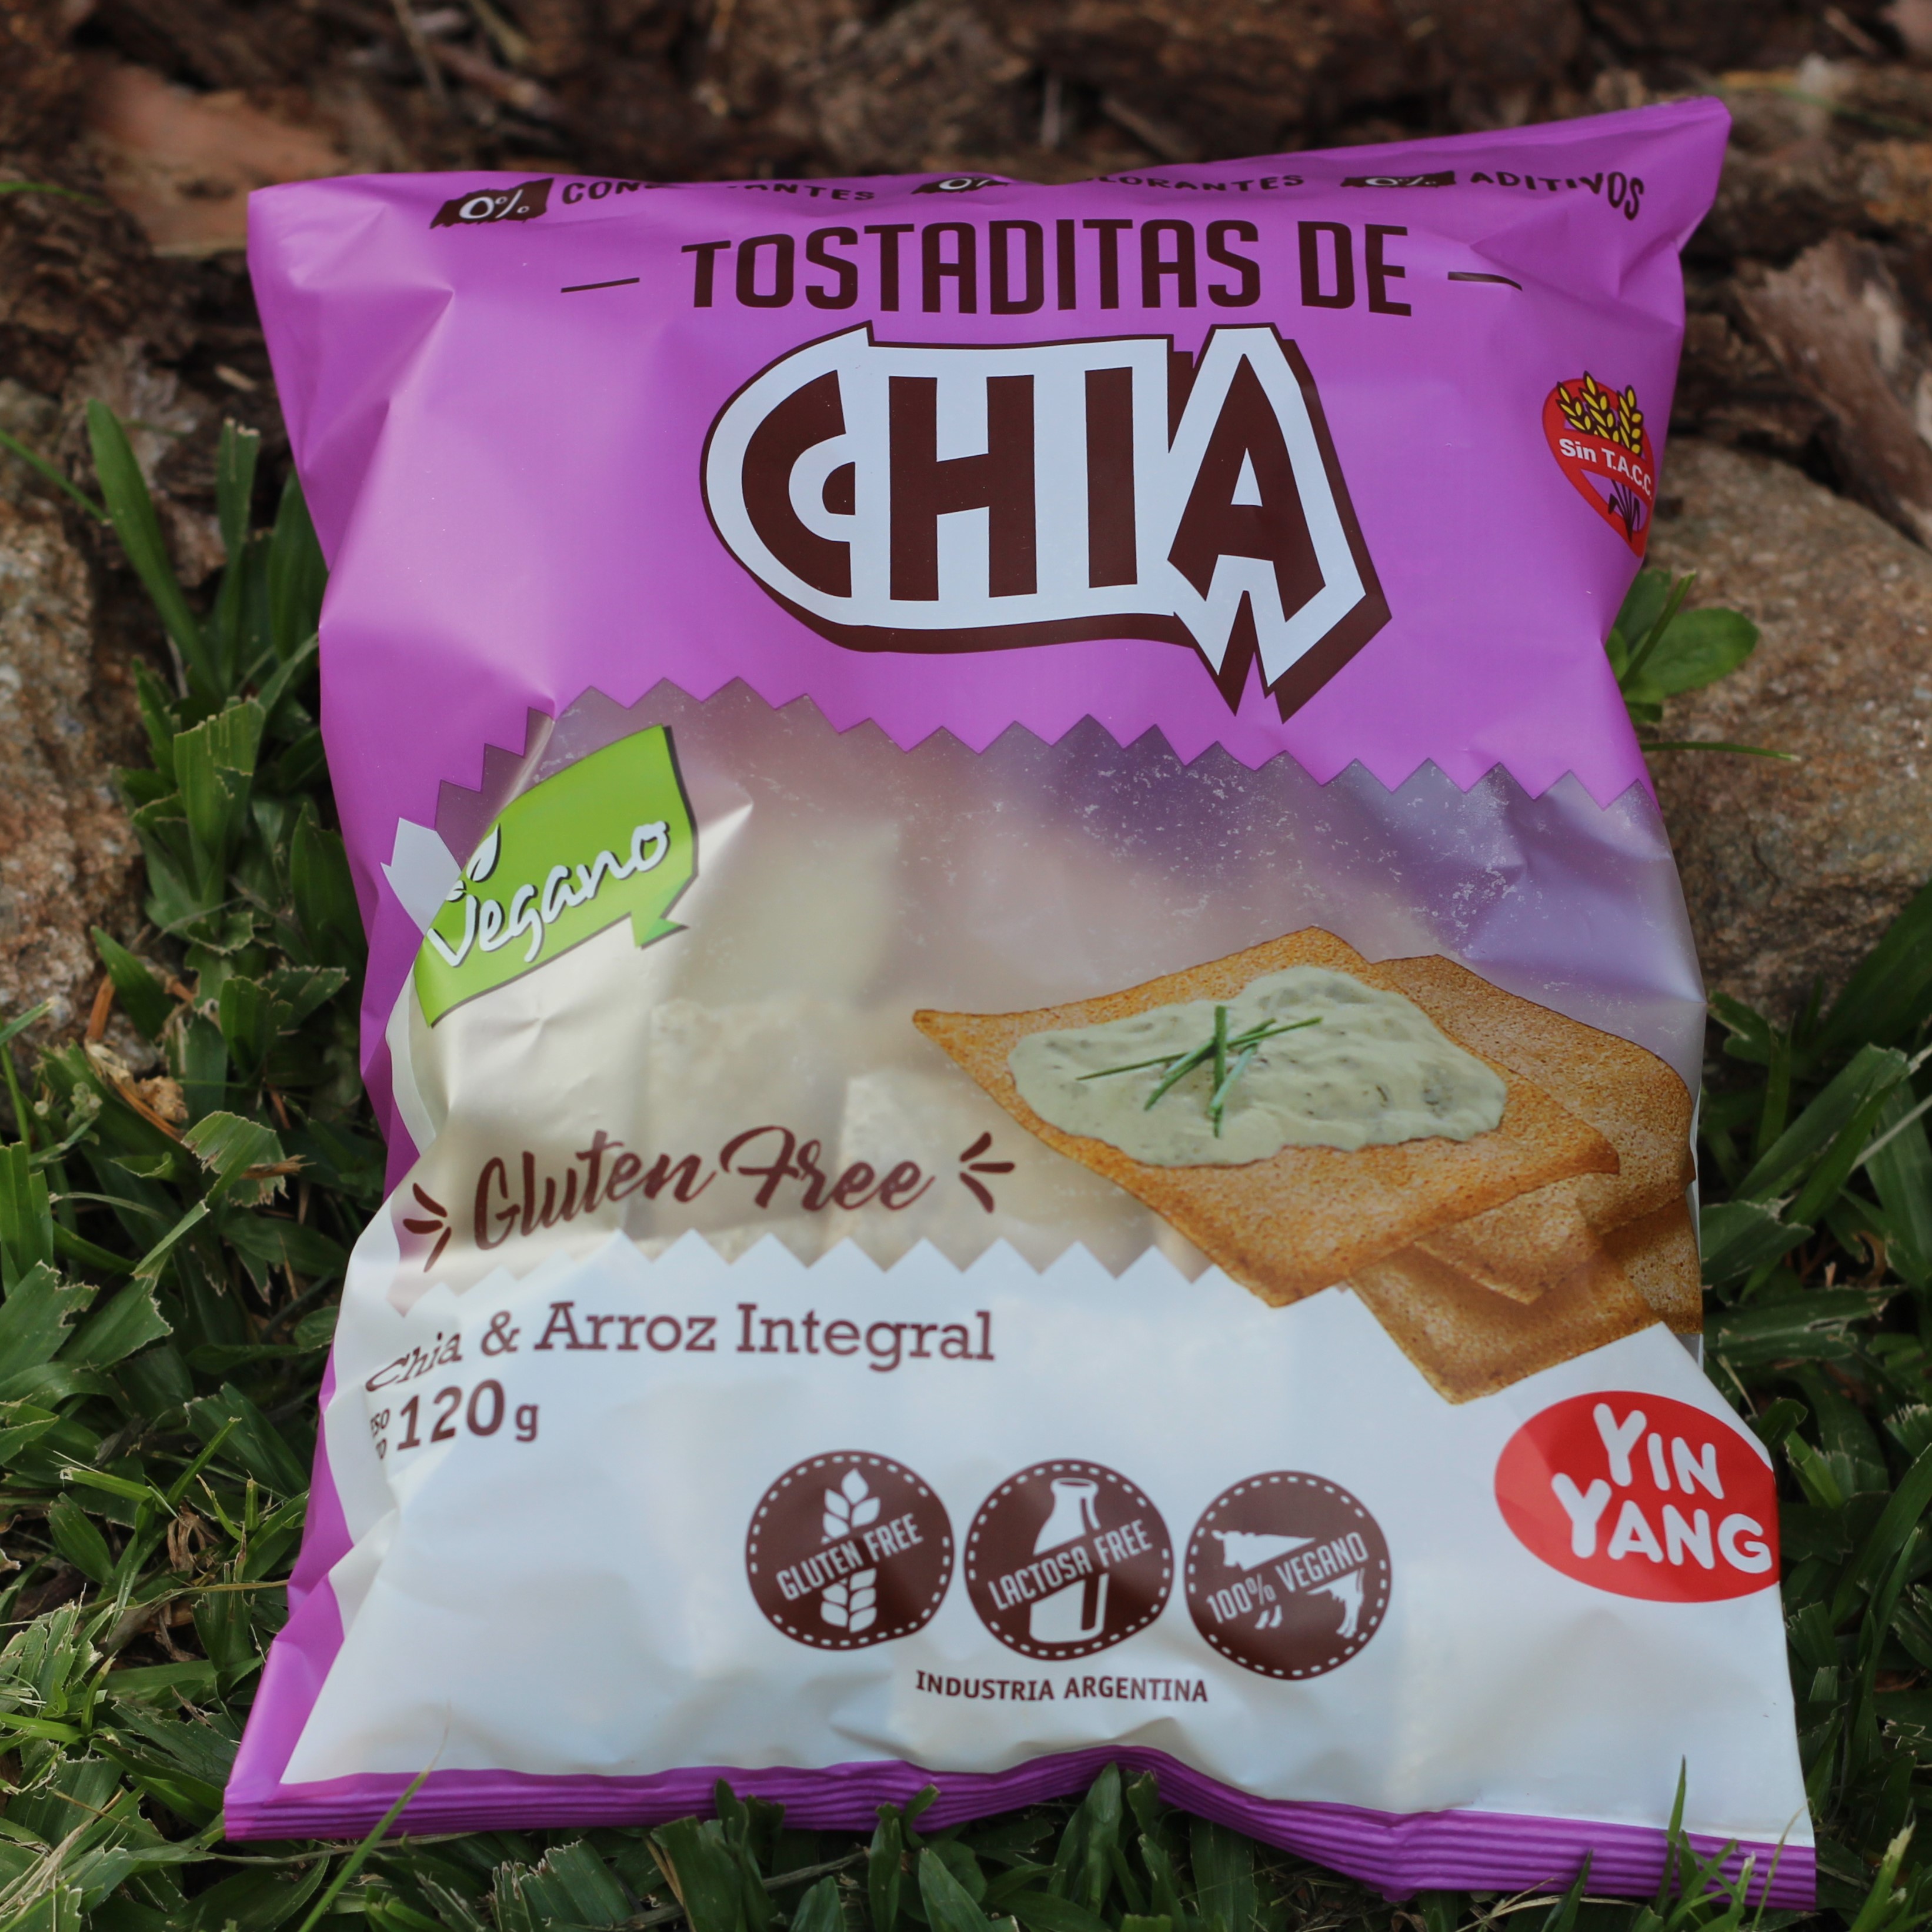 0% 0% 0% ADITIVOS
TOSTADITAS DE
CHIA
Sin T.A.C.C.
Vegano
Gluten Free
Chia & Arroz Integral
120g
GLUTEN FREE
LACTOSA FREE
100% VEGANO
YIN
YANG
INDUSTRIA ARGENTINA